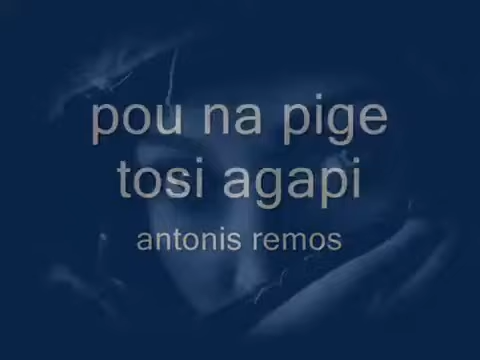 pou na pige
tosi agapi
antonis remos